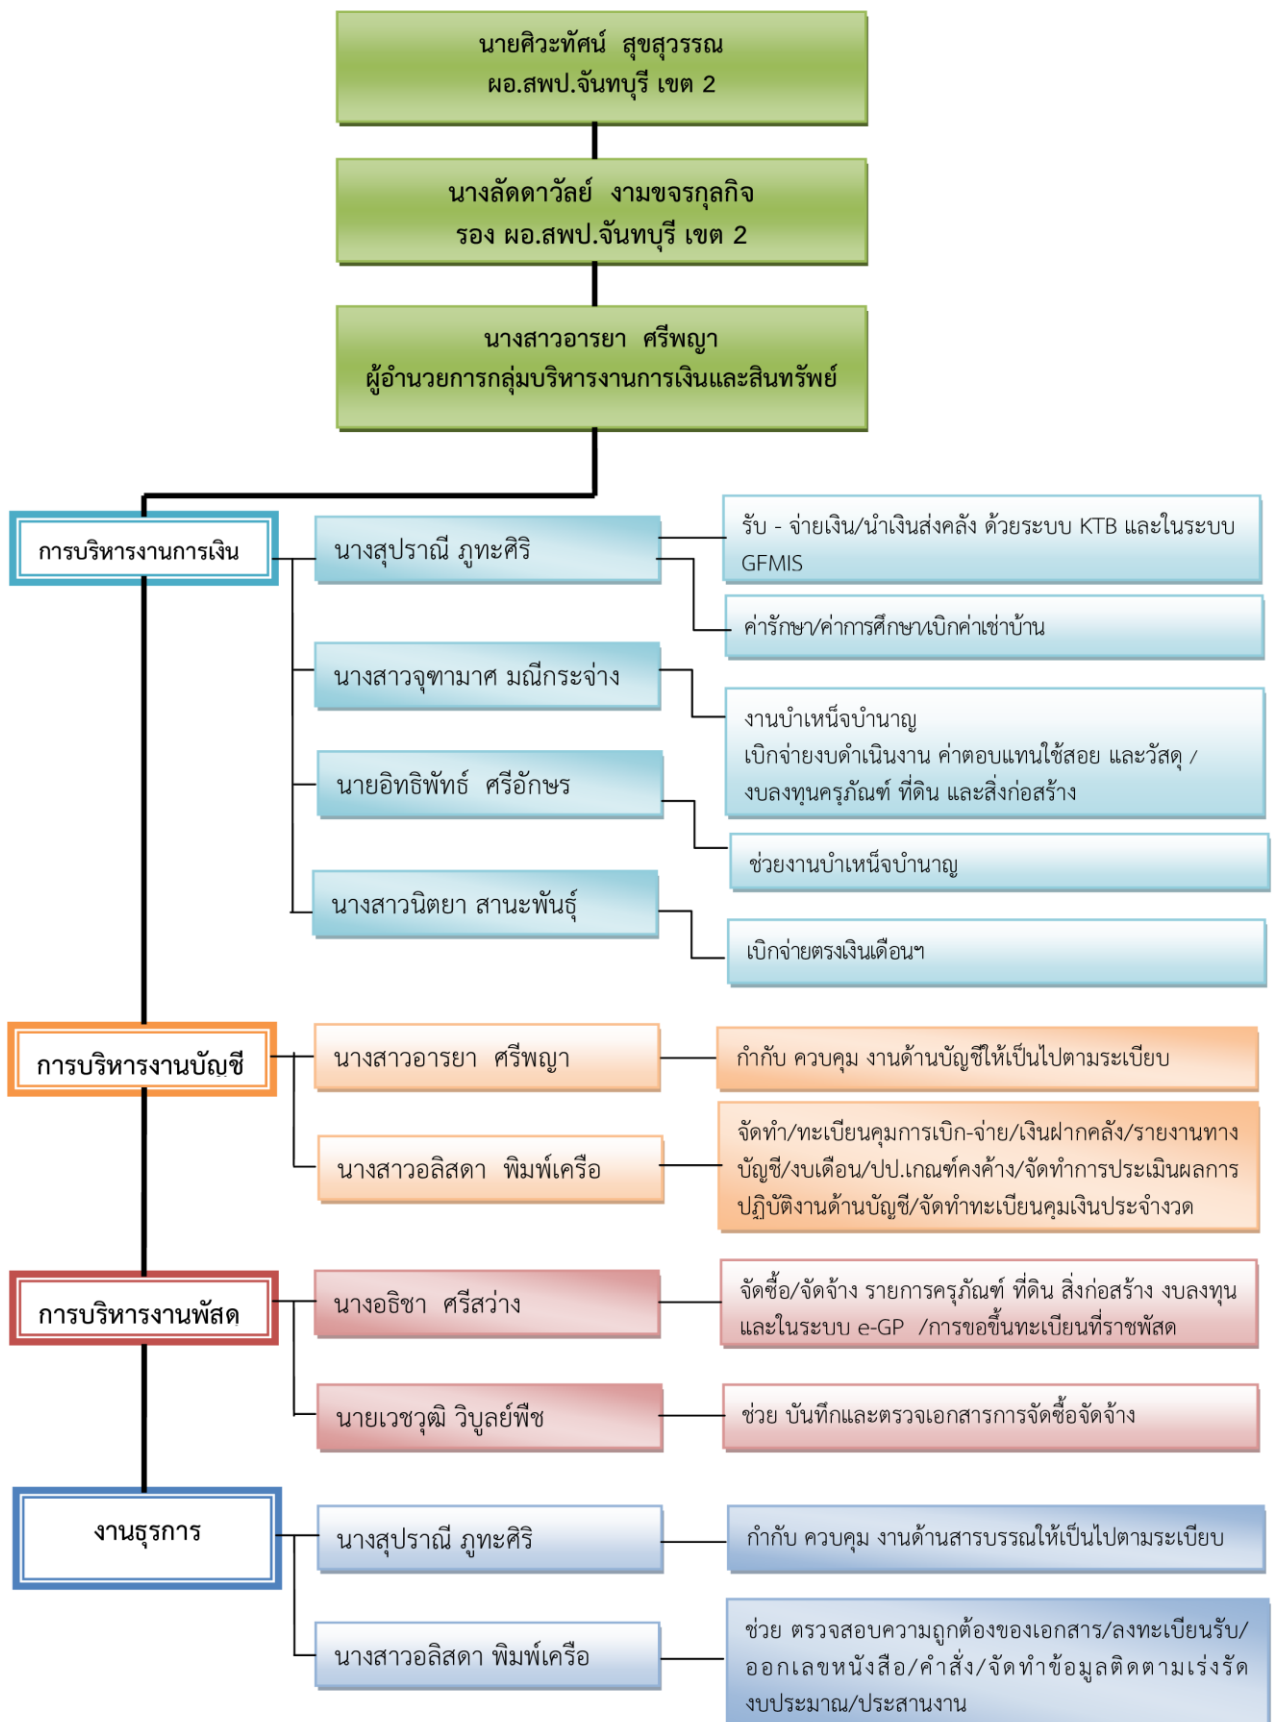 นายศิวะทัศน์ สุขสุวรรณ
ผอ.สพป.จันทบุรี เขต 2
นางลัดดาวัลย์ งามขจรกุลกิจ
รอง ผอ.สพป.จันทบุรี เขต 2
นางสาวอารยา ศรีพญา
ผู้อำนวยการกลุ่มบริหารงานการเงินและสินทรัพย์
การบริหารงานการเงิน
นางสุปราณี ภูทะศิริ
รับ - จ่ายเงิน/นำเงินส่งคลัง ด้วยระบบ KTB และในระบบ
GFMIS
ค่ารักษา/ค่าการศึกษา/เบิกค่าเช่าบ้าน
นางสาวจุฑามาศ มณีกระจ่าง
งานบำเหน็จบำนาญ
เบิกจ่ายงบดำเนินงาน ค่าตอบแทนใช้สอย และวัสดุ /
งบลงทุนครุภัณฑ์ ที่ดิน และสิ่งก่อสร้าง
นายอิทธิพัทธ์ ศรีอักษร
ช่วยงานบำเหน็จบำนาญ
นางสาวนิตยา สานะพันธุ์
เบิกจ่ายตรงเงินเดือนฯ
การบริหารงานบัญชี
นางสาวอารยา ศรีพญา
กำกับ ควบคุม งานด้านบัญชีให้เป็นไปตามระเบียบ
นางสาวอลิสดา พิมพ์เครือ
จัดทำ/ทะเบียนคุมการเบิก-จ่าย/เงินฝากคลัง/รายงานทาง
บัญชี/งบเดือน/ปป.เกณฑ์คงค้าง/จัดทำการประเมินผลการ
ปฏิบัติงานด้านบัญชี/จัดทำทะเบียนคุมเงินประจำงวด
การบริหารงานพัสดุ
นางอธิชา ศรีสว่าง
จัดซื้อ/จัดจ้าง รายการครุภัณฑ์ ที่ดิน สิ่งก่อสร้าง งบลงทุน
และในระบบ e-GP /การขอขึ้นทะเบียนที่ราชพัสดุ
นายเวชวุฒิ วิบูลย์พืช
ช่วย บันทึกและตรวจเอกสารการจัดซื้อจัดจ้าง
งานธุรการ
นางสุปราณี ภูทะศิริ
กำกับ ควบคุม งานด้านสารบรรณให้เป็นไปตามระเบียบ
นางสาวอลิสดา พิมพ์เครือ
ช่วย ตรวจสอบความถูกต้องของเอกสาร/ลงทะเบียนรับ/
ออกเลขหนังสือ/คำสั่ง/จัดทำข้อมูลติดตามเร่งรัด
งบประมาณ/ประสานงาน